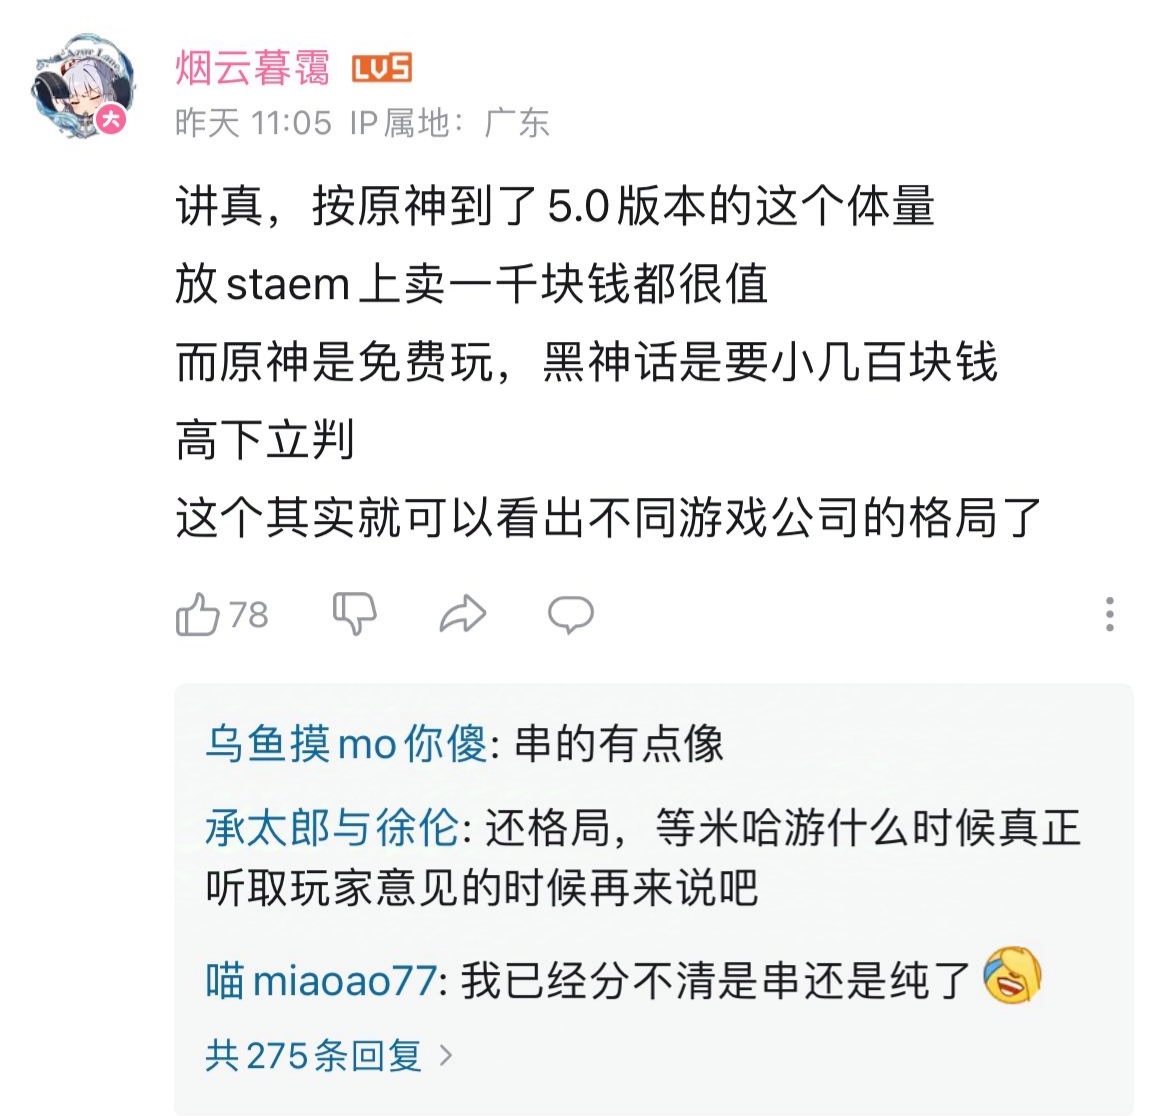 烟云暮霭 LV5
昨天 11:05 IP属地：广东
讲真，按原神到了5.0版本的这个体量
放staem上卖一千块钱都很值
而原神是免费玩，黑神话是要小几百块钱
高下立判
这个其实就可以看出不同游戏公司的格局了
78
乌鱼摸mo你傻: 串的有点像
承太郎与徐伦: 还格局，等米哈游什么时候真正
听取玩家意见的时候再来说吧
喵miaoao77: 我已经分不清是串还是纯了
共275条回复 >